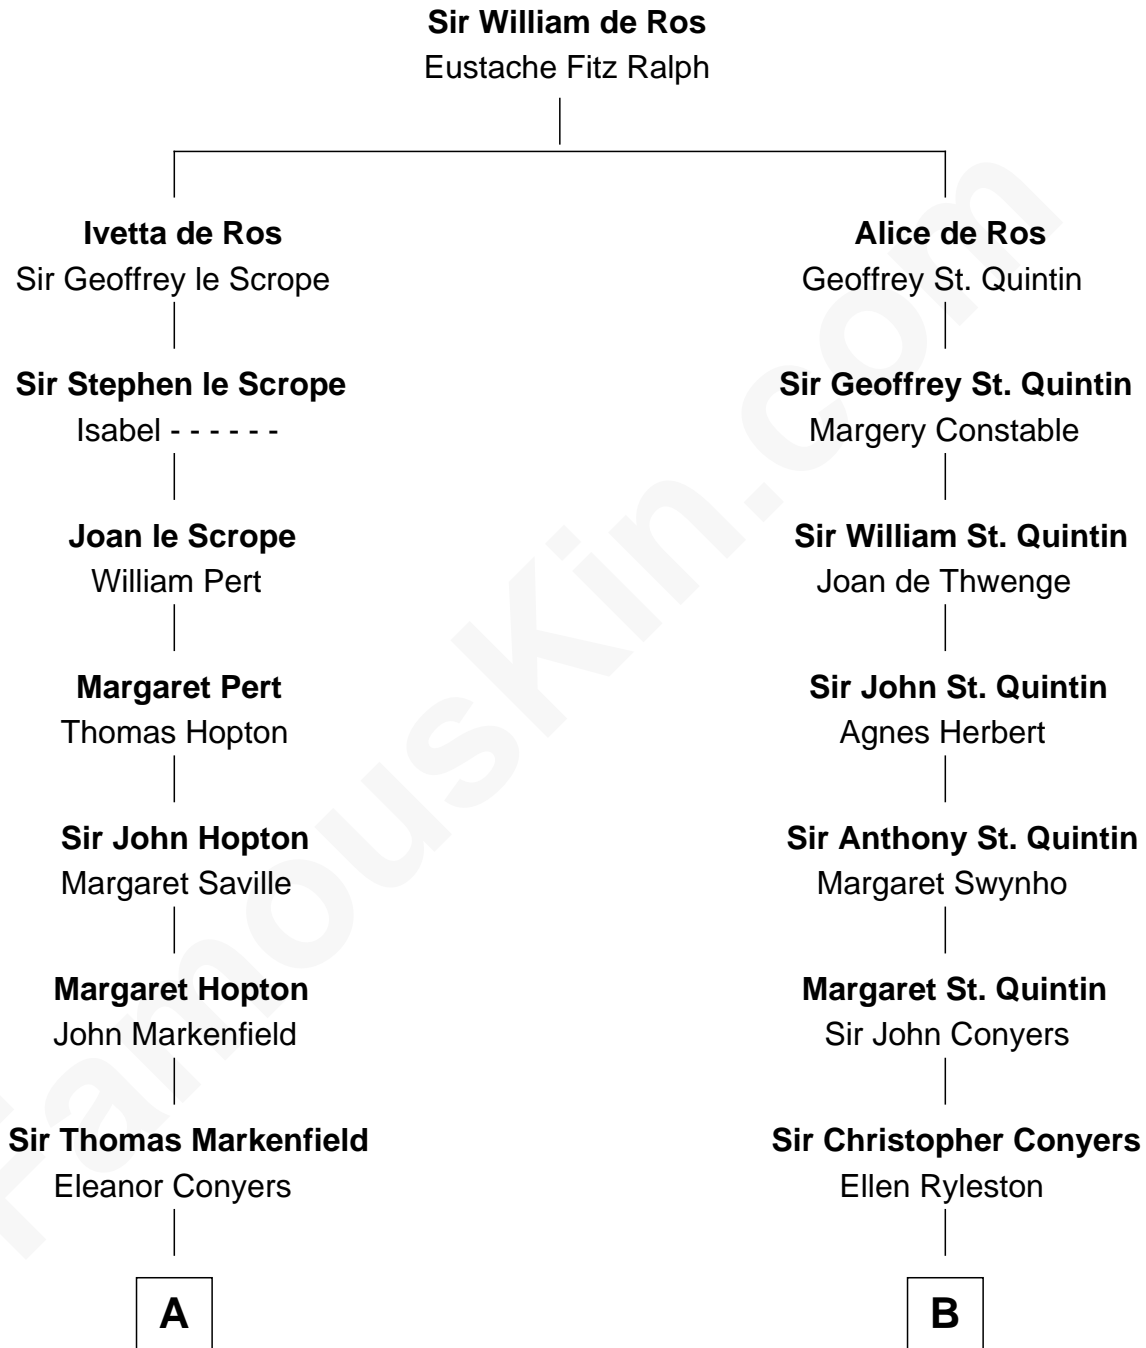 Sir William de Ros
Eustache Fitz Ralph
Ivetta de Ros
Sir Geoffrey le Scrope
Alice de Ros
Geoffrey St. Quintin
Sir Stephen le Scrope
Isabel - - - - - -
Sir Geoffrey St. Quintin
Margery Constable
Joan le Scrope
William Pert
Sir William St. Quintin
Joan de Thwenge
Margaret Pert
Thomas Hopton
Sir John St. Quintin
Agnes Herbert
Sir John Hopton
Margaret Saville
Sir Anthony St. Quintin
Margaret Swynho
Margaret Hopton
John Markenfield
Margaret St. Quintin
Sir John Conyers
Sir Thomas Markenfield
Eleanor Conyers
Sir Christopher Conyers
Ellen Ryleston
A
B
FamousKin.com